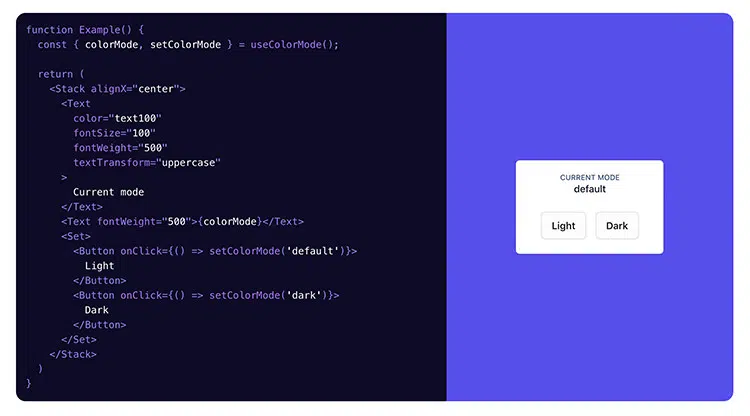 function Example() {
  const { colorMode, setColorMode } = useColorMode();
  return (
    <Stack alignX="center">
      <Text
        color="text100"
        fontSize="100"
        fontWeight="500"
        textTransform="uppercase"
      >
        Current mode
      </Text>
      <Text fontWeight="500">{colorMode}</Text>
      <Set>
        <Button onClick={() => setColorMode('default')}>
          Light
        </Button>
        <Button onClick={() => setColorMode('dark')}>
          Dark
        </Button>
      </Set>
    </Stack>
  )
}
CURRENT MODE
default
Light Dark